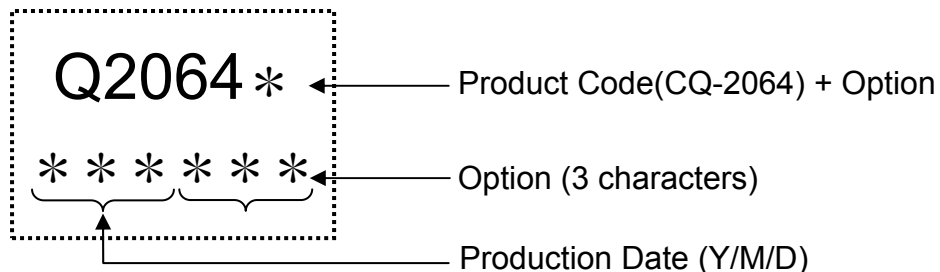 Q2064*
Product Code(CQ-2064) + Option
* * * * * *
Option (3 characters)
Production Date (Y/M/D)